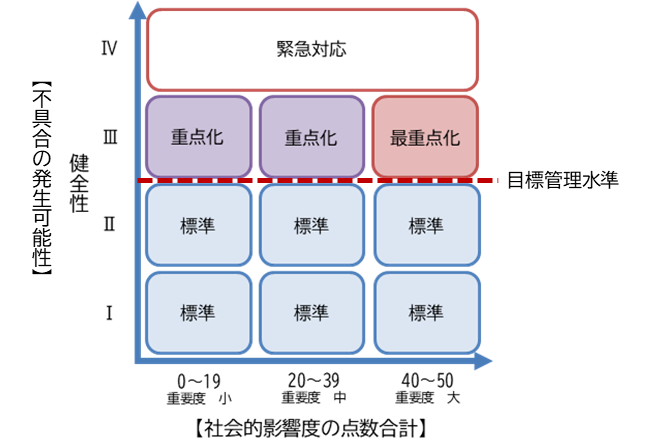 【不具合の発生可能性】
健全性
Ⅳ
緊急対応
Ⅲ
重点化
重点化
最重点化
目標管理水準
Ⅱ
標準
標準
標準
Ⅰ
標準
標準
標準
0～19
20～39
40～50
重要度　小
重要度　中
重要度　大
【社会的影響度の点数合計】